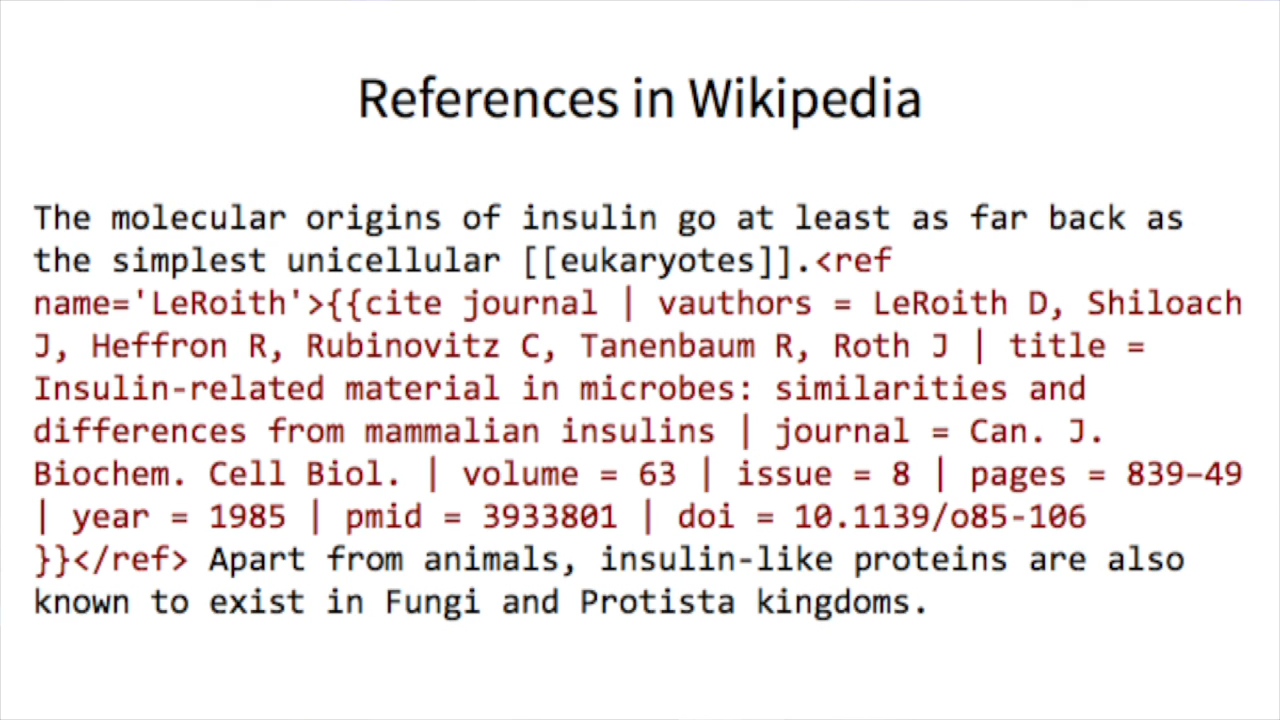 References in Wikipedia
The molecular origins of insulin go at least as far back as
the simplest unicellular [[eukaryotes]].<ref
name='LeRoith'>{{cite journal | vauthors = LeRoith D, Shiloach
J, Heffron R, Rubinovitz C, Tanenbaum R, Roth J | title =
Insulin-related material in microbes: similarities and
differences from mammalian insulins | journal = Can. J.
Biochem. Cell Biol. | volume = 63 | issue = 8 | pages = 839–49
| year = 1985 | pmid = 3933801 | doi = 10.1139/o85-106
}}</ref> Apart from animals, insulin-like proteins are also
known to exist in Fungi and Protista kingdoms.